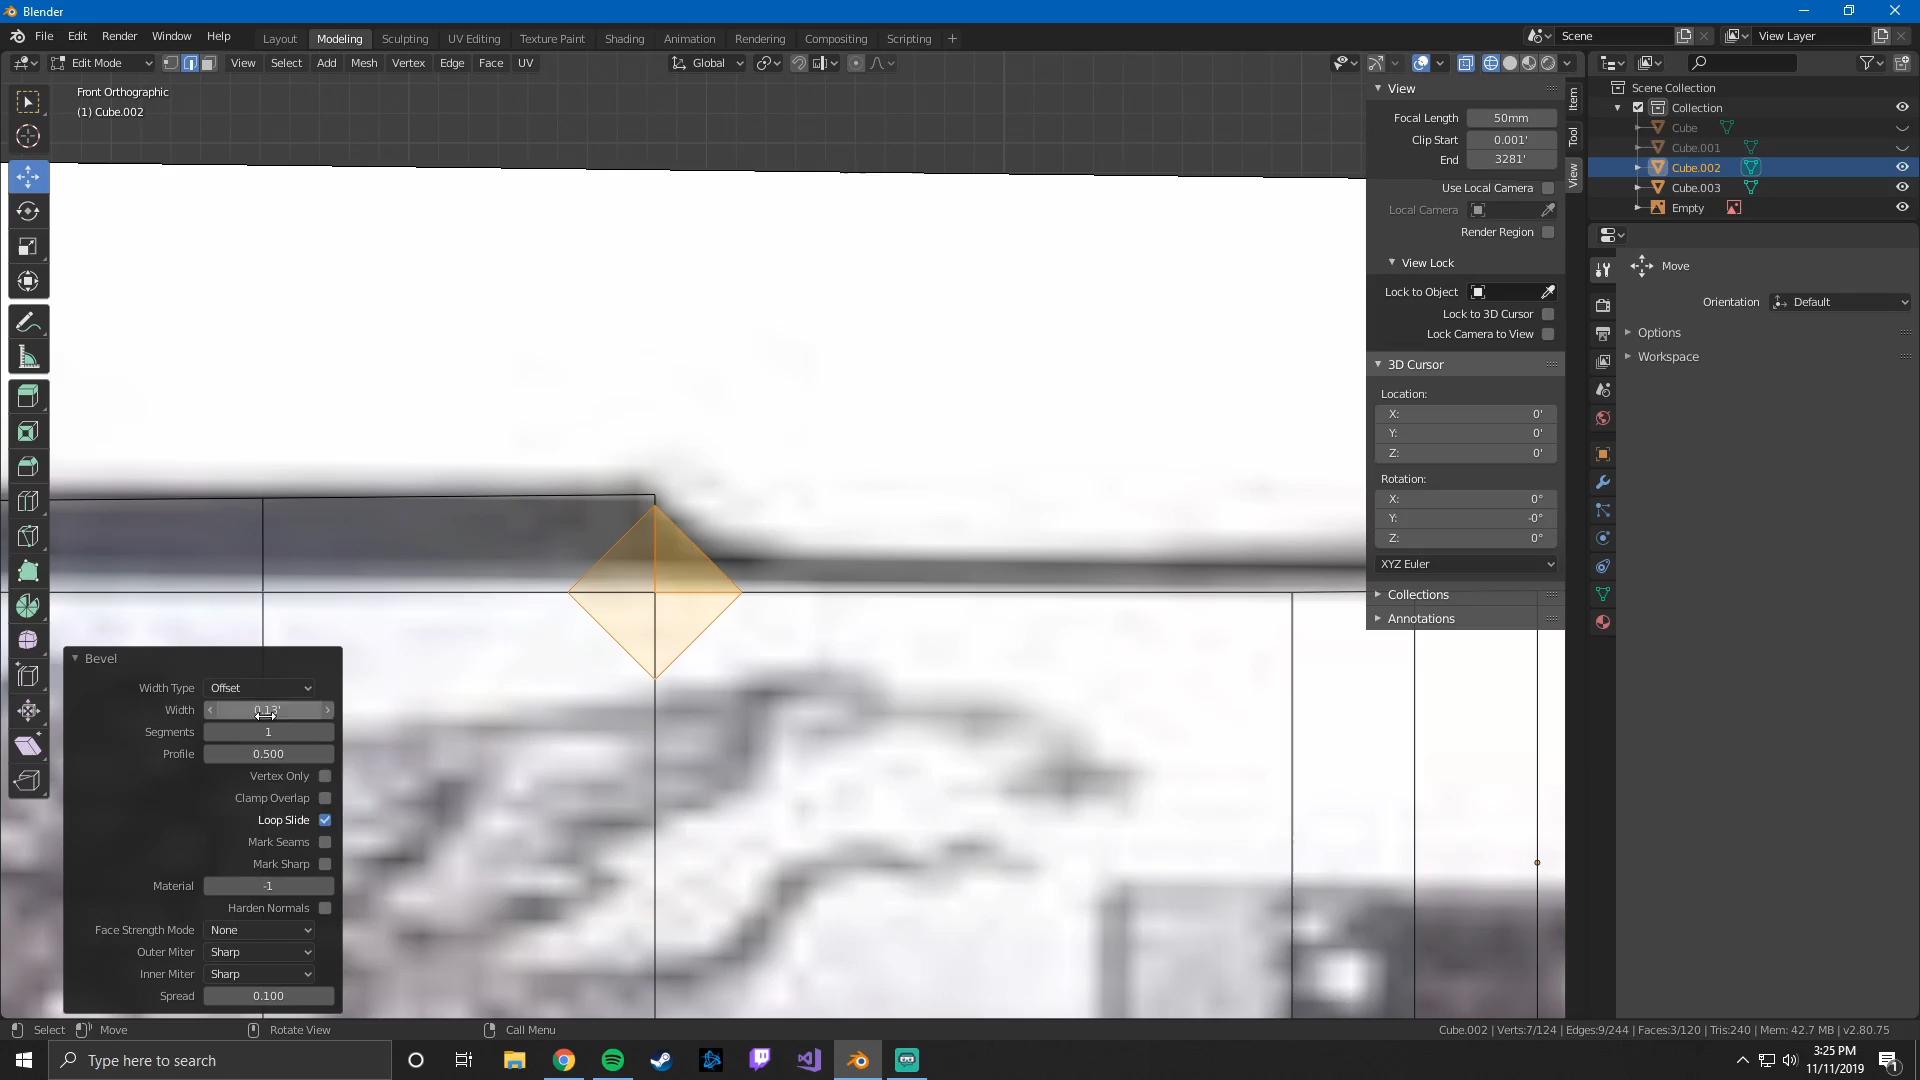 Blender
File Edit Render Window Help
Layout Modeling Sculpting UV Editing Texture Paint Shading Animation Rendering Compositing Scripting +
Scene
View Layer
Edit Mode
View Select Add Mesh Vertex Edge Face UV
Global
Front Orthographic
(1) Cube.002
View
Focal Length 50mm
Clip Start 0.001'
End 3281'
Use Local Camera
Local Camera
Render Region
View Lock
Lock to Object
Lock to 3D Cursor
Lock Camera to View
3D Cursor
Location:
X: 0'
Y: 0'
Z: 0'
Rotation:
X: 0°
Y: -0°
Z: 0°
XYZ Euler
Collections
Annotations
Item
Tool
View
Scene Collection
Collection
Cube
Cube.001
Cube.002
Cube.003
Empty
Move
Orientation Default
Options
Workspace
Bevel
Width Type Offset
Width 0.13'
Segments 1
Profile 0.500
Vertex Only
Clamp Overlap
Loop Slide
Mark Seams
Mark Sharp
Material -1
Harden Normals
Face Strength Mode None
Outer Miter Sharp
Inner Miter Sharp
Spread 0.100
Select Move Rotate View Call Menu
Cube.002 | Verts:7/124 | Edges:9/244 | Faces:3/120 | Tris:240 | Mem: 42.7 MB | v2.80.75
Type here to search
3:25 PM
11/11/2019
1